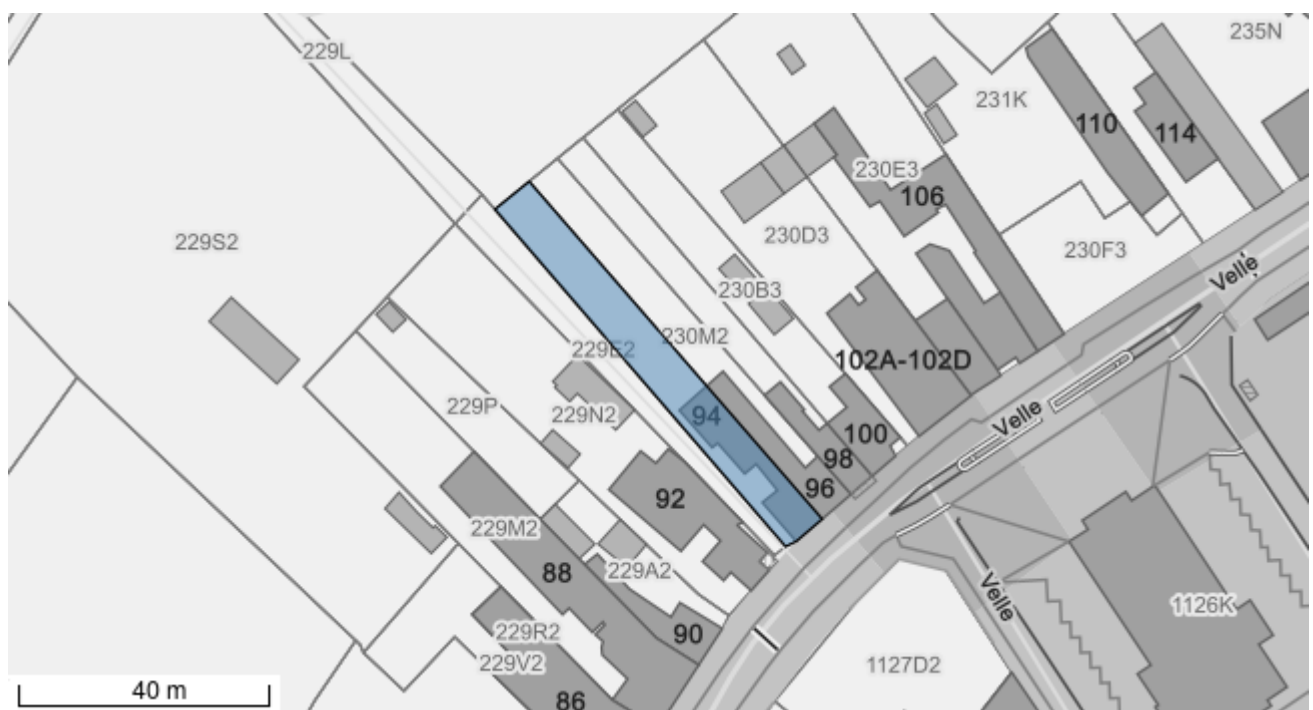 229L
235N
231K
110
114
230E3
106
229S2
230D3
230F3
Velle
230B3
230M2
229E2
102A-102D
229P
229N2
94
Velle
100
98
96
92
229M2
88
229A2
Velle
1126K
229R2
90
229V2
1127D2
86
40 m